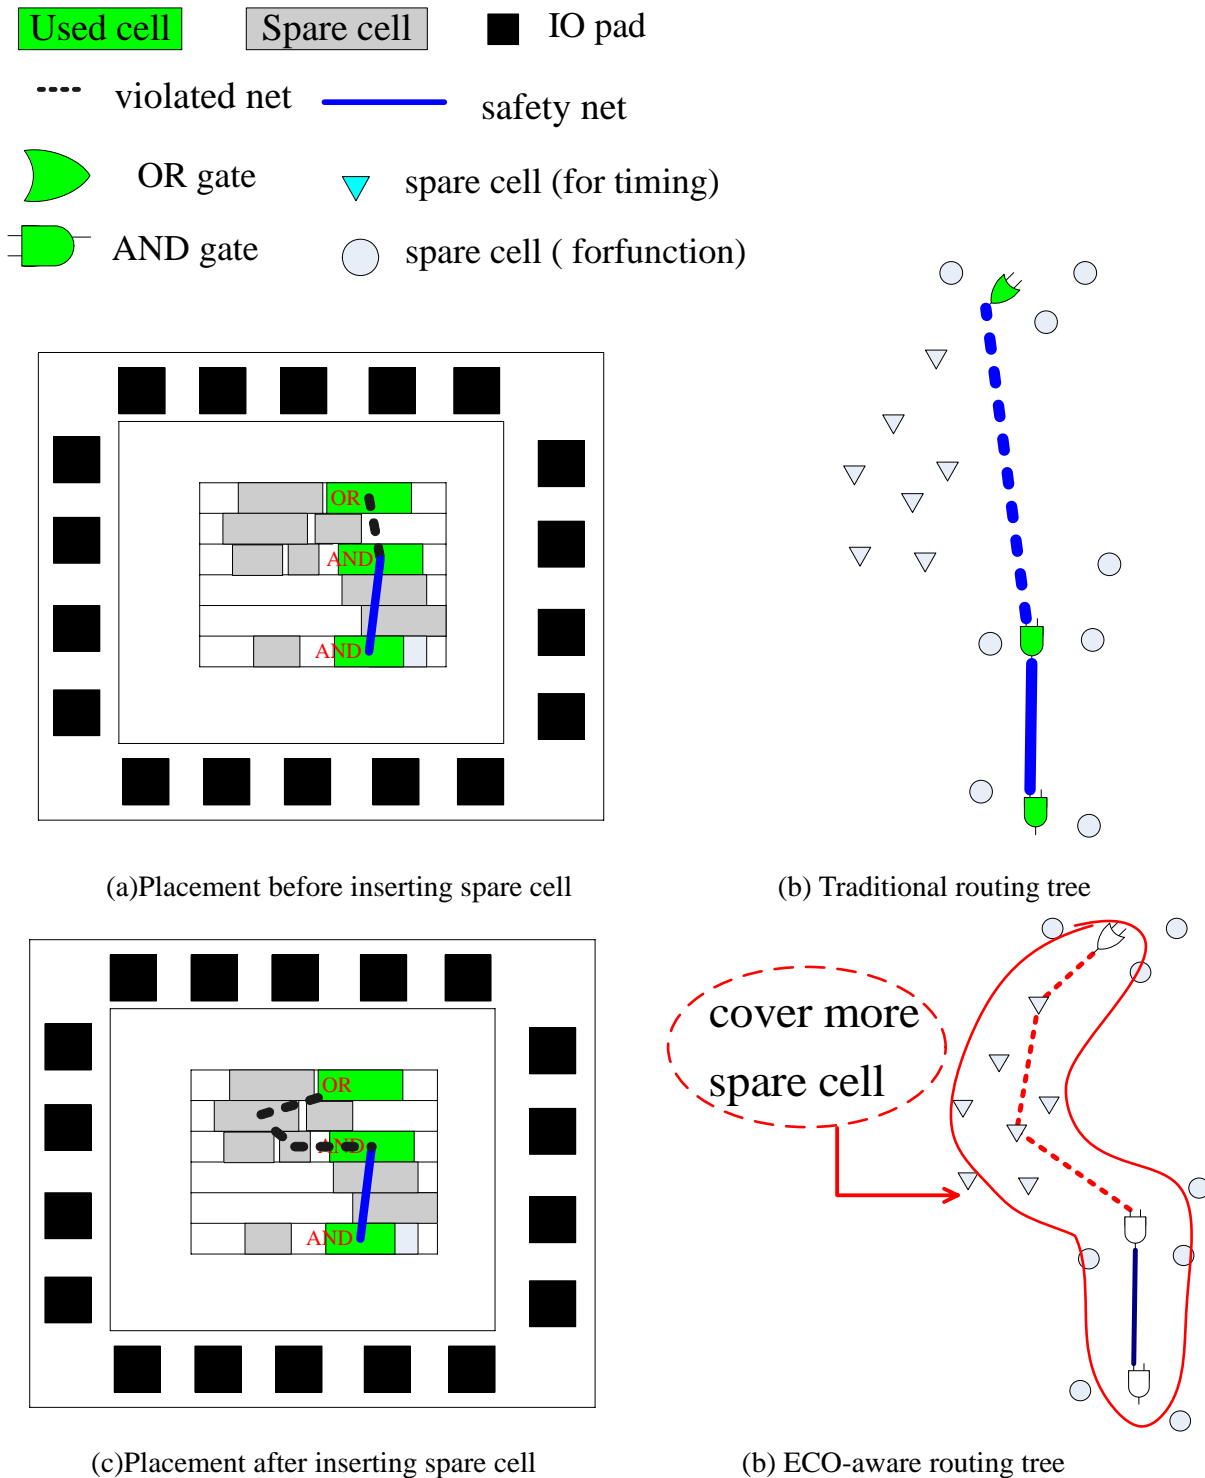 Used cell
Spare cell
IO pad
violated net
safety net
OR gate
spare cell (for timing)
AND gate
spare cell ( forfunction)
OR
AND
AND
(a)Placement before inserting spare cell
(b) Traditional routing tree
cover more
spare cell
OR
AND
AND
(c)Placement after inserting spare cell
(b) ECO-aware routing tree